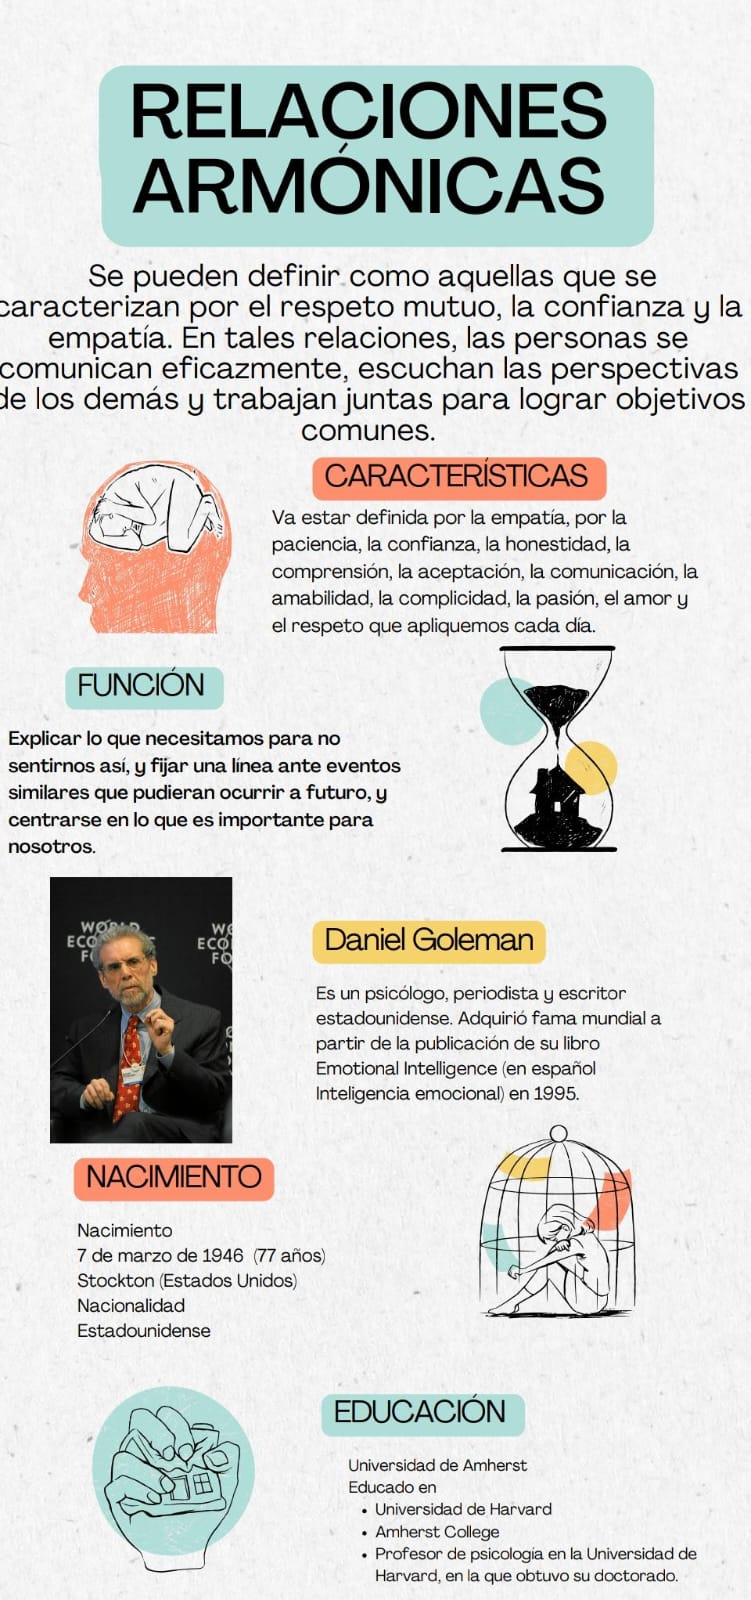 RELACIONES
ARMÓNICAS
Se pueden definir como aquellas que se
caracterizan por el respeto mutuo, la confianza y la
empatía. En tales relaciones, las personas se
comunican eficazmente, escuchan las perspectivas
de los demás y trabajan juntas para lograr objetivos
comunes.
CARACTERÍSTICAS
Va estar definida por la empatía, por la
paciencia, la confianza, la honestidad, la
comprensión, la aceptación, la comunicación, la
amabilidad, la complicidad, la pasión, el amor y
el respeto que apliquemos cada día.
FUNCIÓN
Explicar lo que necesitamos para no
sentirnos así, y fijar una línea ante eventos
similares que pudieran ocurrir a futuro, y
centrarse en lo que es importante para
nosotros.
WORLD
Daniel Goleman
Es un psicólogo, periodista y escritor
estadounidense. Adquirió fama mundial a
partir de la publicación de su libro
Emotional Intelligence (en español
Inteligencia emocional) en 1995.
NACIMIENTO
Nacimiento
7 de marzo de 1946 (77 años)
Stockton (Estados Unidos)
Nacionalidad
Estadounidense
EDUCACIÓN
Universidad de Amherst
Educado en
• Universidad de Harvard
• Amherst College
• Profesor de psicología en la Universidad de
Harvard, en la que obtuvo su doctorado.